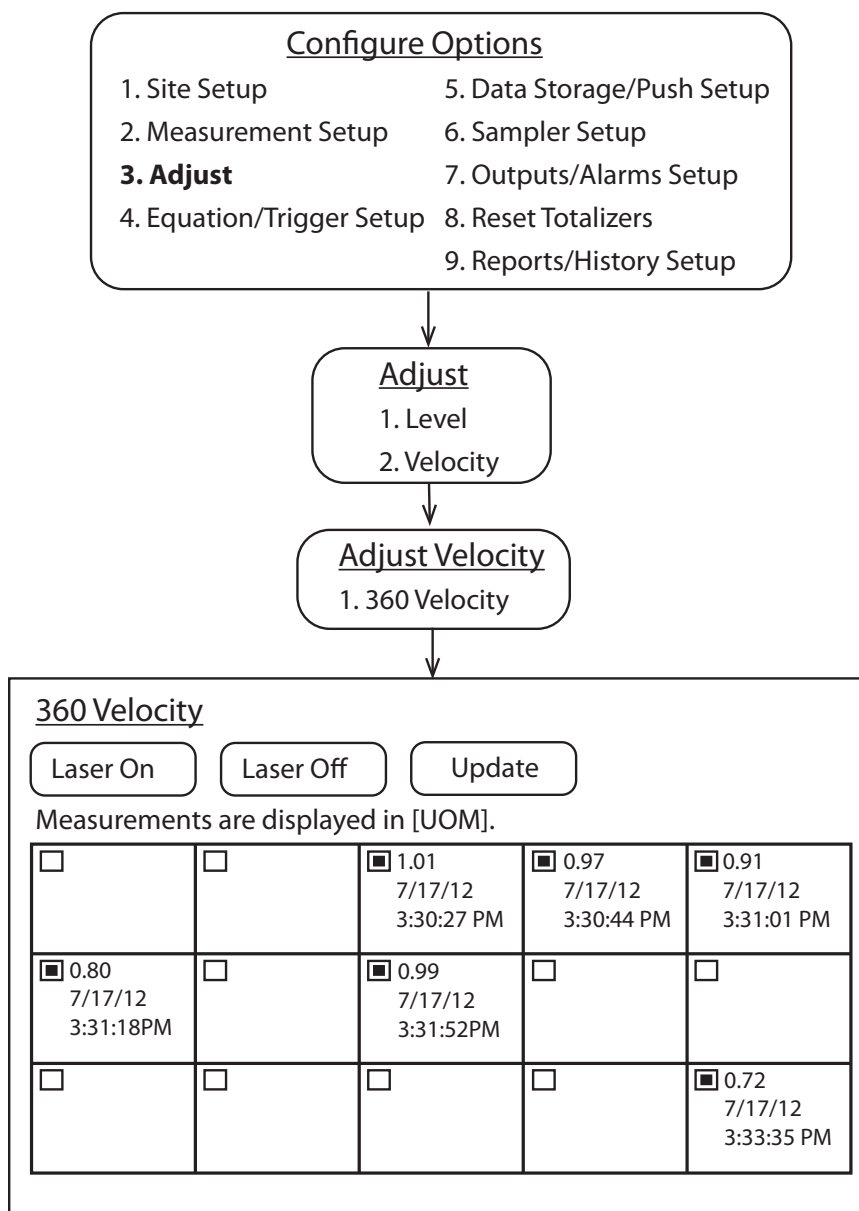 Configure Options
1. Site Setup
2. Measurement Setup
3. Adjust
4. Equation/Trigger Setup
5. Data Storage/Push Setup
6. Sampler Setup
7. Outputs/Alarms Setup
8. Reset Totalizers
9. Reports/History Setup
Adjust
1. Level
2. Velocity
Adjust Velocity
1. 360 Velocity
360 Velocity
Laser On
Laser Off
Update
Measurements are displayed in [UOM].
1.01
7/17/12
3:30:27 PM
0.97
7/17/12
3:30:44 PM
0.91
7/17/12
3:31:01 PM
0.80
7/17/12
3:31:18PM
0.99
7/17/12
3:31:52PM
0.72
7/17/12
3:33:35 PM